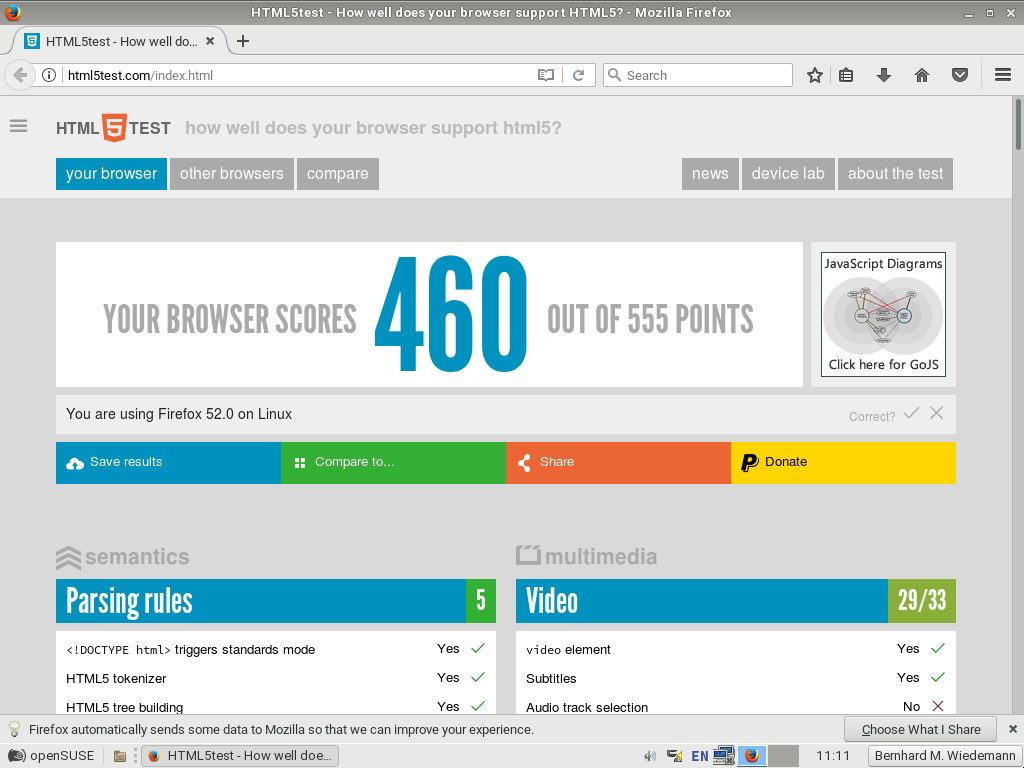 HTML5test - How well does your browser support HTML5? - Mozilla Firefox
HTML5test - How well do...
html5test.com/index.html
Search
HTML 5 TEST how well does your browser support html5?
your browser other browsers compare news device lab about the test
YOUR BROWSER SCORES 460 OUT OF 555 POINTS
JavaScript Diagrams
Click here for GoJS
You are using Firefox 52.0 on Linux Correct?
Save results Compare to... Share Donate
semantics
Parsing rules 5
<!DOCTYPE html> triggers standards mode Yes
HTML5 tokenizer Yes
HTML5 tree building Yes
multimedia
Video 29/33
video element Yes
Subtitles Yes
Audio track selection No
Firefox automatically sends some data to Mozilla so that we can improve your experience. Choose What I Share
openSUSE HTML5test - How well doe... EN 11:11 Bernhard M. Wiedemann